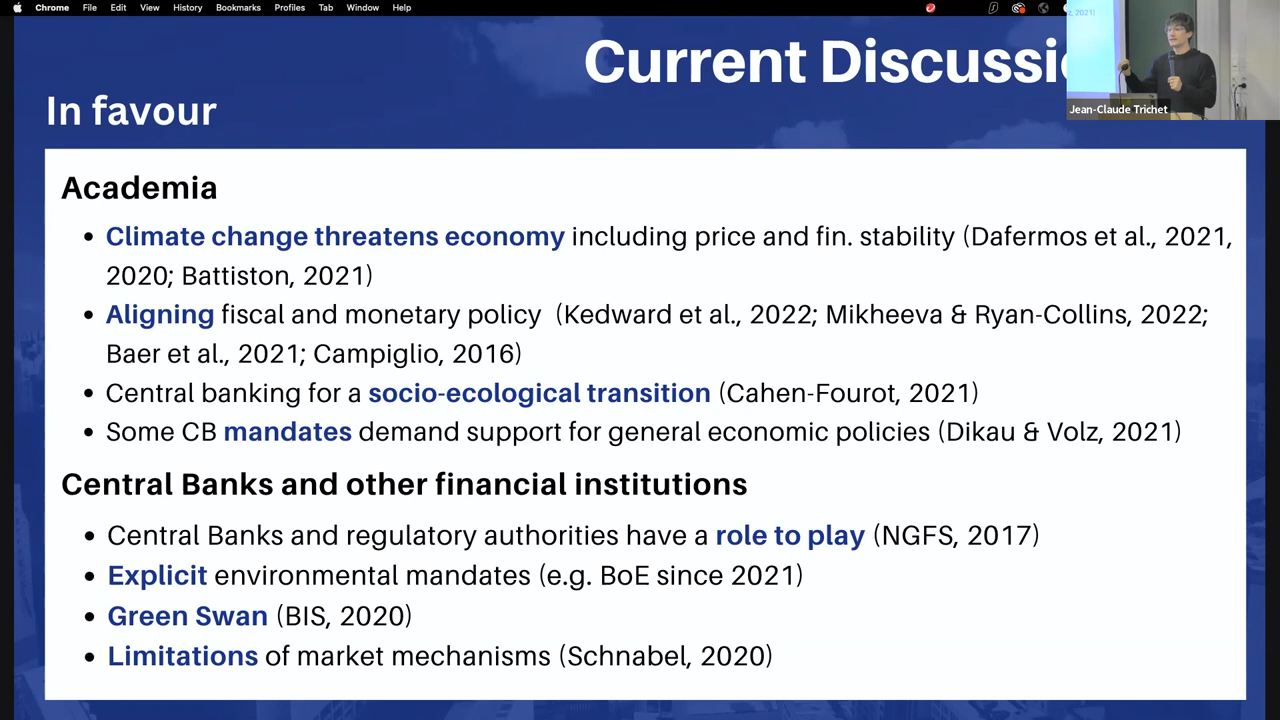 Chrome File Edit View History Bookmarks Profiles Tab Window Help
Current Discussi
In favour
, 2021)
Jean-Claude Trichet
Academia
• Climate change threatens economy including price and fin. stability (Dafermos et al., 2021,
2020; Battiston, 2021)
• Aligning fiscal and monetary policy (Kedward et al., 2022; Mikheeva & Ryan-Collins, 2022;
Baer et al., 2021; Campiglio, 2016)
• Central banking for a socio-ecological transition (Cahen-Fourot, 2021)
• Some CB mandates demand support for general economic policies (Dikau & Volz, 2021)
Central Banks and other financial institutions
• Central Banks and regulatory authorities have a role to play (NGFS, 2017)
• Explicit environmental mandates (e.g. BoE since 2021)
• Green Swan (BIS, 2020)
• Limitations of market mechanisms (Schnabel, 2020)